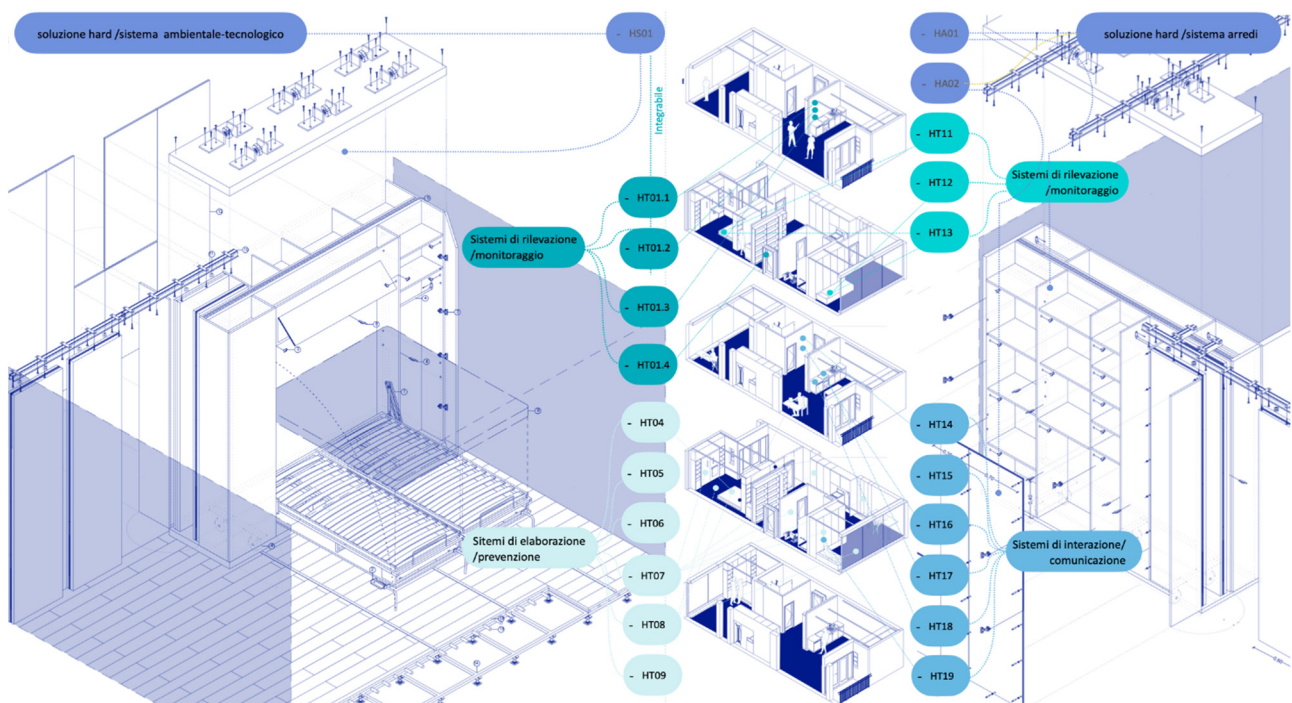 soluzione hard /sistema ambientale-tecnologico
- HS01
Integrabile
- HT01.1
- HT01.2
- HT01.3
- HT01.4
Sistemi di rilevazione
/monitoraggio
- HT04
- HT05
- HT06
- HT07
- HT08
- HT09
Sitemi di elaborazione
/prevenzione
- HA01
- HA02
soluzione hard /sistema arredi
- HT11
- HT12
- HT13
Sistemi di rilevazione
/monitoraggio
- HT14
- HT15
- HT16
- HT17
- HT18
- HT19
Sistemi di interazione/
comunicazione